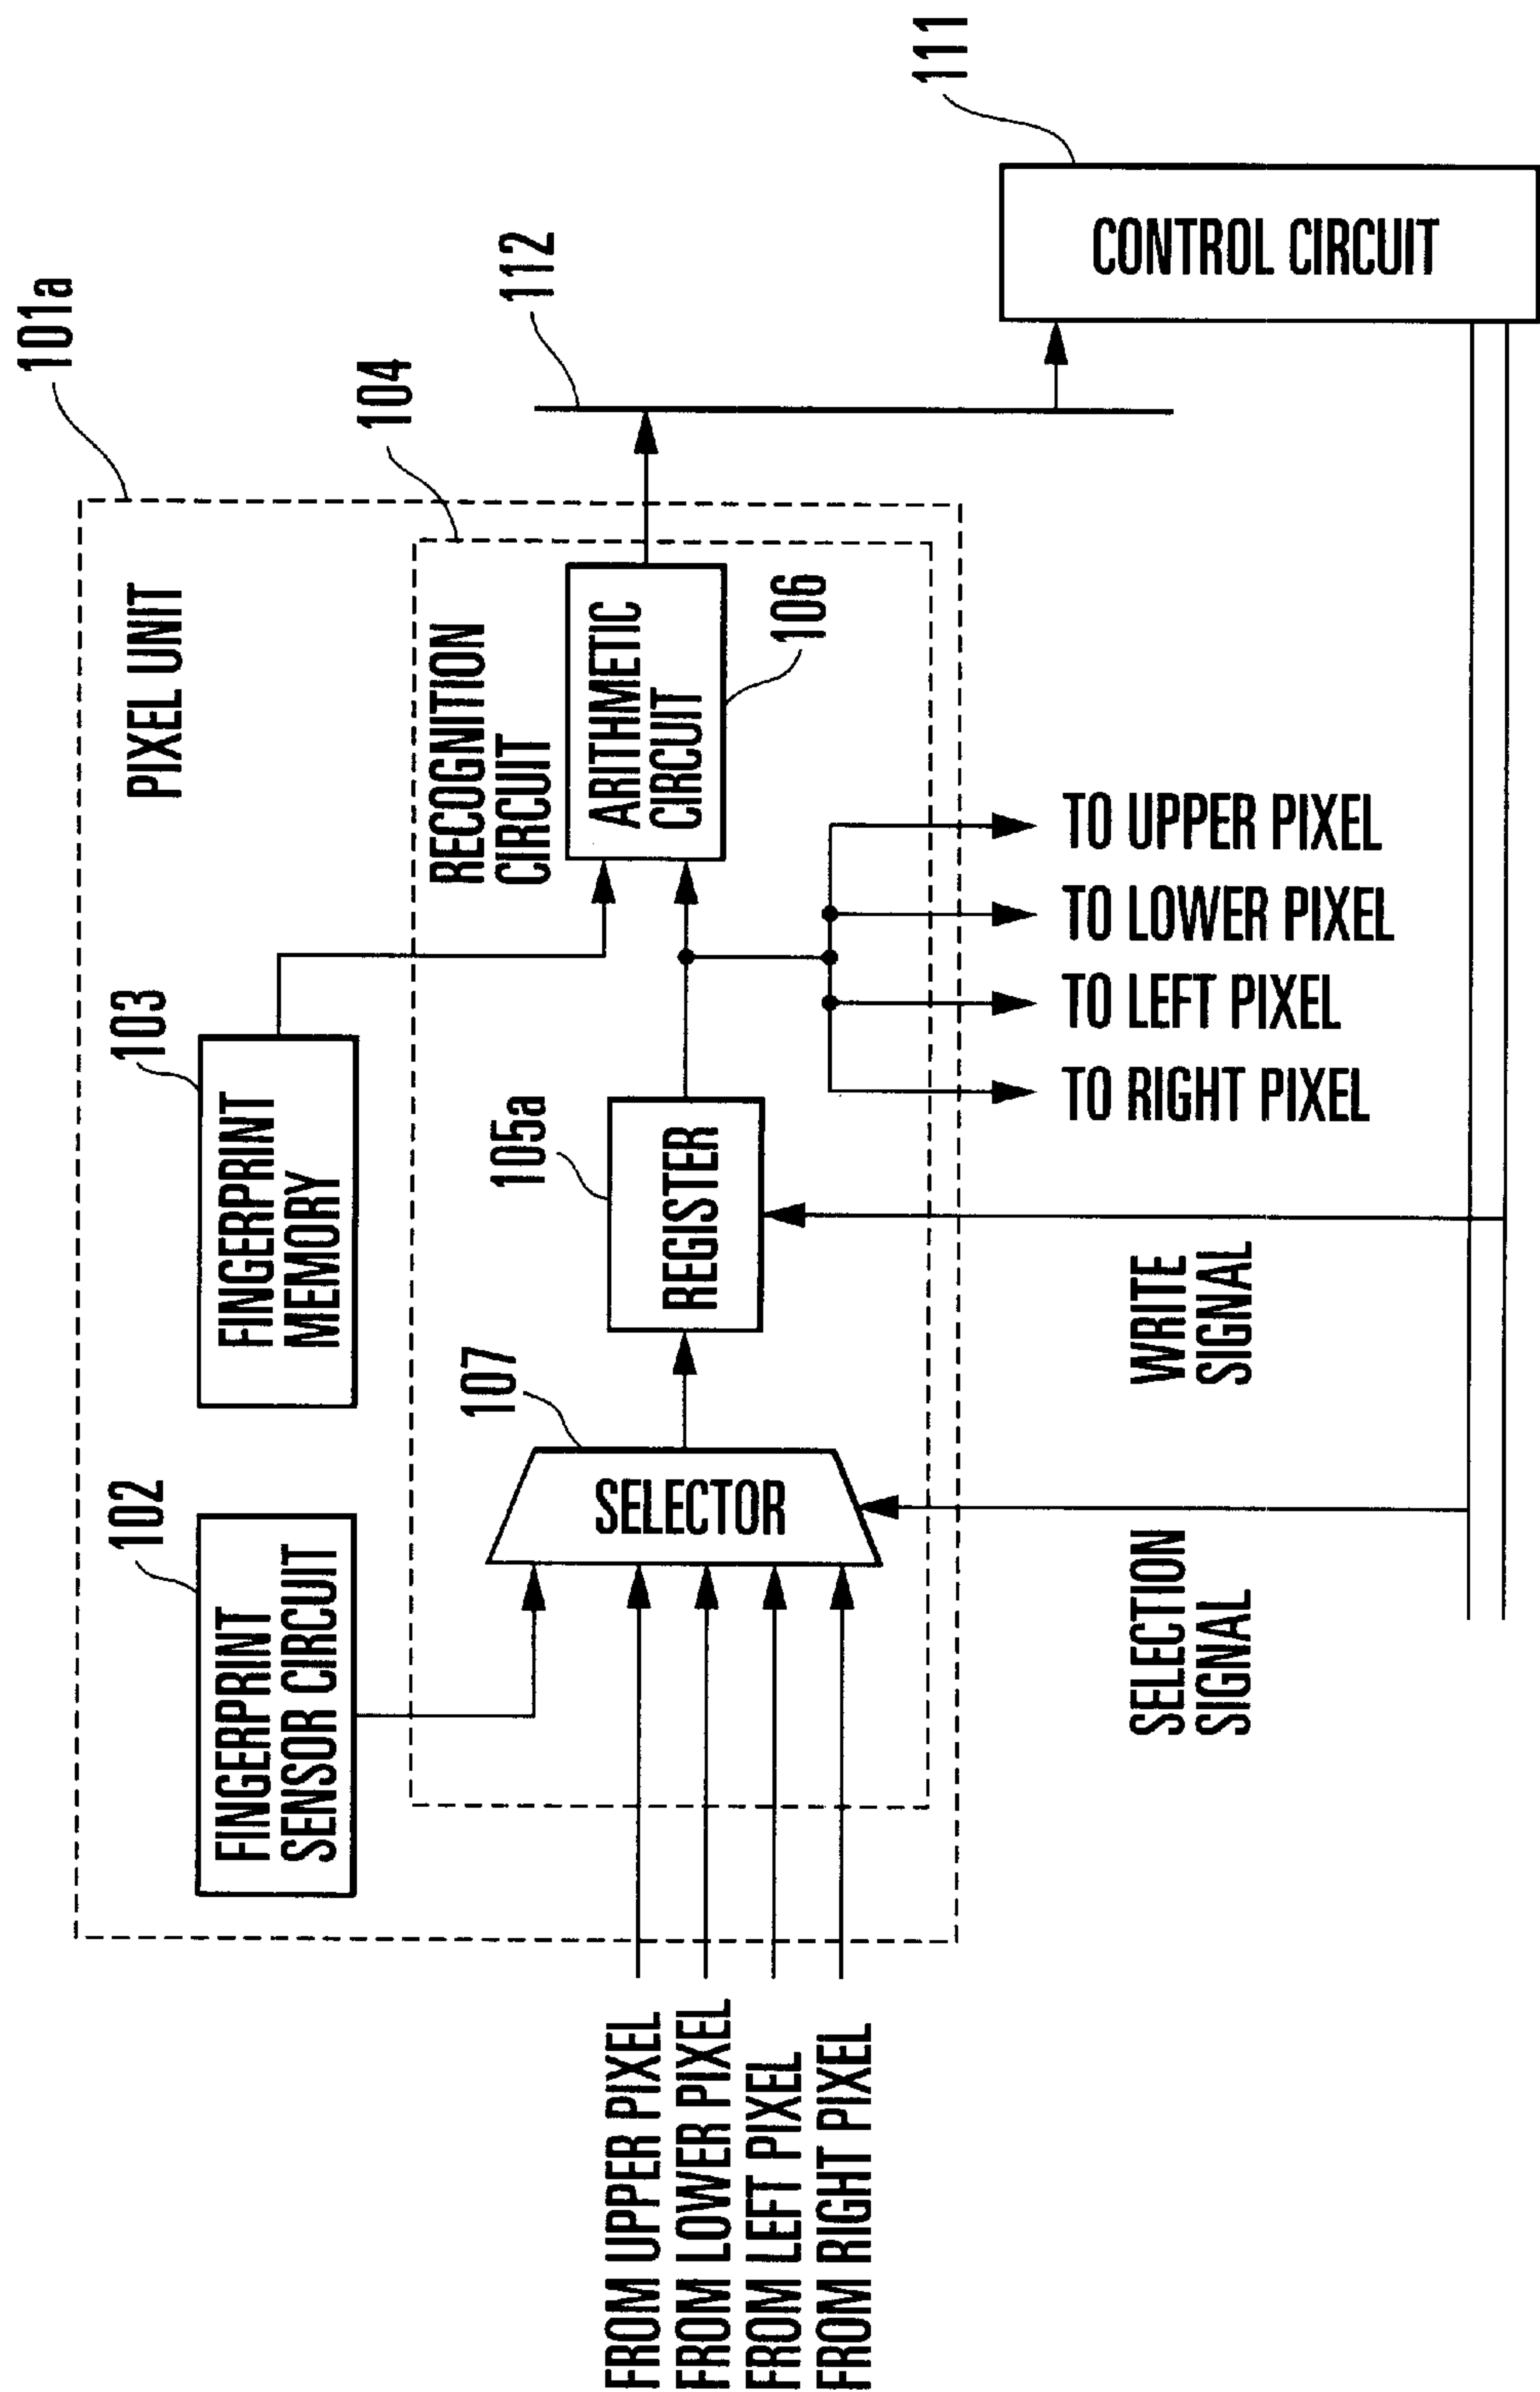 101a
PIXEL UNIT
102
FINGERPRINT
SENSOR CIRCUIT
103
FINGERPRINT
MEMORY
104
RECOGNITION
CIRCUIT
107
SELECTOR
105a
REGISTER
ARITHMETIC
CIRCUIT
106
112
FROM UPPER PIXEL
FROM LOWER PIXEL
FROM LEFT PIXEL
FROM RIGHT PIXEL
TO RIGHT PIXEL
TO LEFT PIXEL
TO LOWER PIXEL
TO UPPER PIXEL
111
CONTROL CIRCUIT
SELECTION
SIGNAL
WRITE
SIGNAL